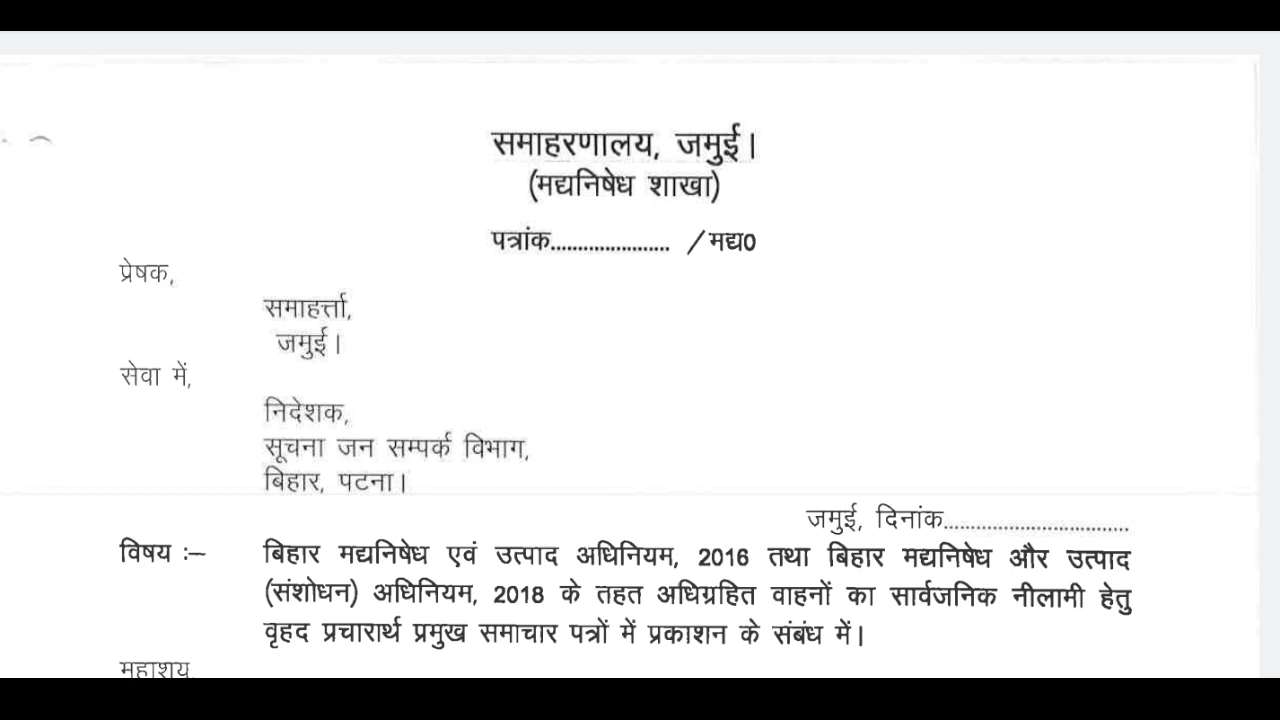 समाहरणालय, जमुई।
(मद्यनिषेध शाखा)
पत्रांक...................... /मद्य0
प्रेषक,
समाहर्त्ता,
जमुई।
सेवा में,
निदेशक,
सूचना जन सम्पर्क विभाग,
बिहार, पटना।
जमुई, दिनांक..................................
विषय :– बिहार मद्यनिषेध एवं उत्पाद अधिनियम, 2016 तथा बिहार मद्यनिषेध और उत्पाद
(संशोधन) अधिनियम, 2018 के तहत अधिग्रहित वाहनों का सार्वजनिक नीलामी हेतु
वृहद प्रचारार्थ प्रमुख समाचार पत्रों में प्रकाशन के संबंध में।
महाशय